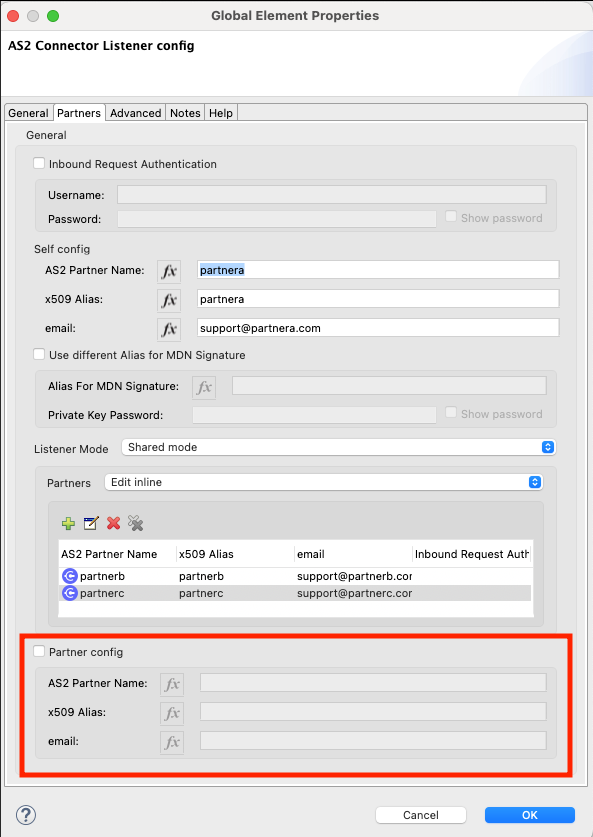 Global Element Properties
AS2 Connector Listener config
General Partners Advanced Notes Help
General
Inbound Request Authentication
Username:
Password: Show password
Self config
AS2 Partner Name: fx partnera
x509 Alias: fx partnera
email: fx support@partnera.com
Use different Alias for MDN Signature
Alias For MDN Signature: fx
Private Key Password: Show password
Listener Mode Shared mode
Partners Edit inline
AS2 Partner Name x509 Alias email Inbound Request Auth
partnerb partnerb support@partnerb.cor
partnerc partnerc support@partnerc.cor
Partner config
AS2 Partner Name: fx
x509 Alias: fx
email: fx
? Cancel OK